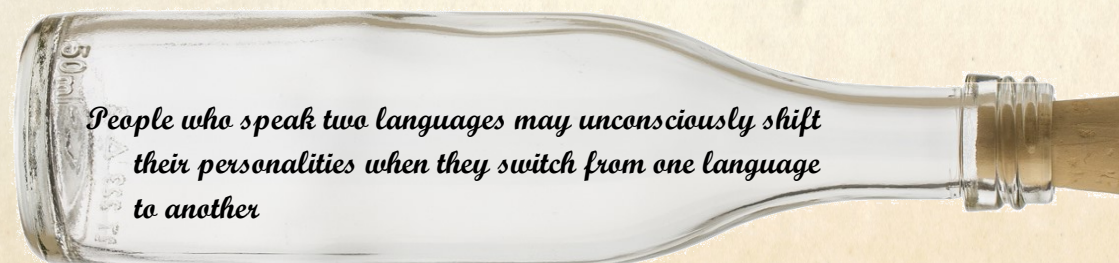 50ml
People who speak two languages may unconsciously shift
their personalities when they switch from one language
to another